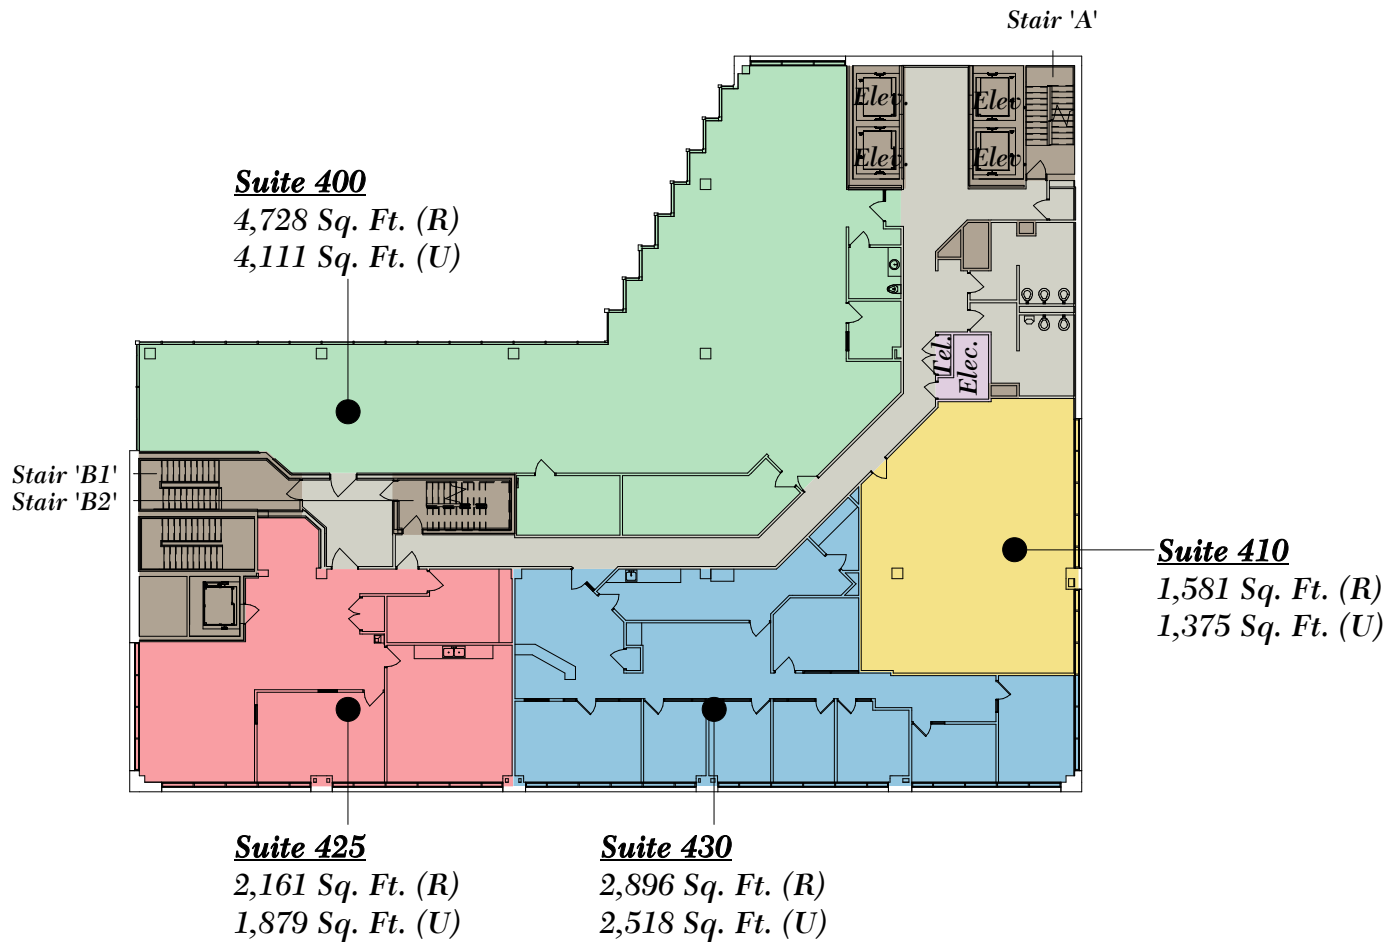 Stair 'A'
Elev.
Elev.
Elev.
Elev.
Suite 400
4,728 Sq. Ft. (R)
4,111 Sq. Ft. (U)
Tel.
Elec.
Stair 'B1'
Stair 'B2'
Suite 410
1,581 Sq. Ft. (R)
1,375 Sq. Ft. (U)
Suite 425
2,161 Sq. Ft. (R)
1,879 Sq. Ft. (U)
Suite 430
2,896 Sq. Ft. (R)
2,518 Sq. Ft. (U)